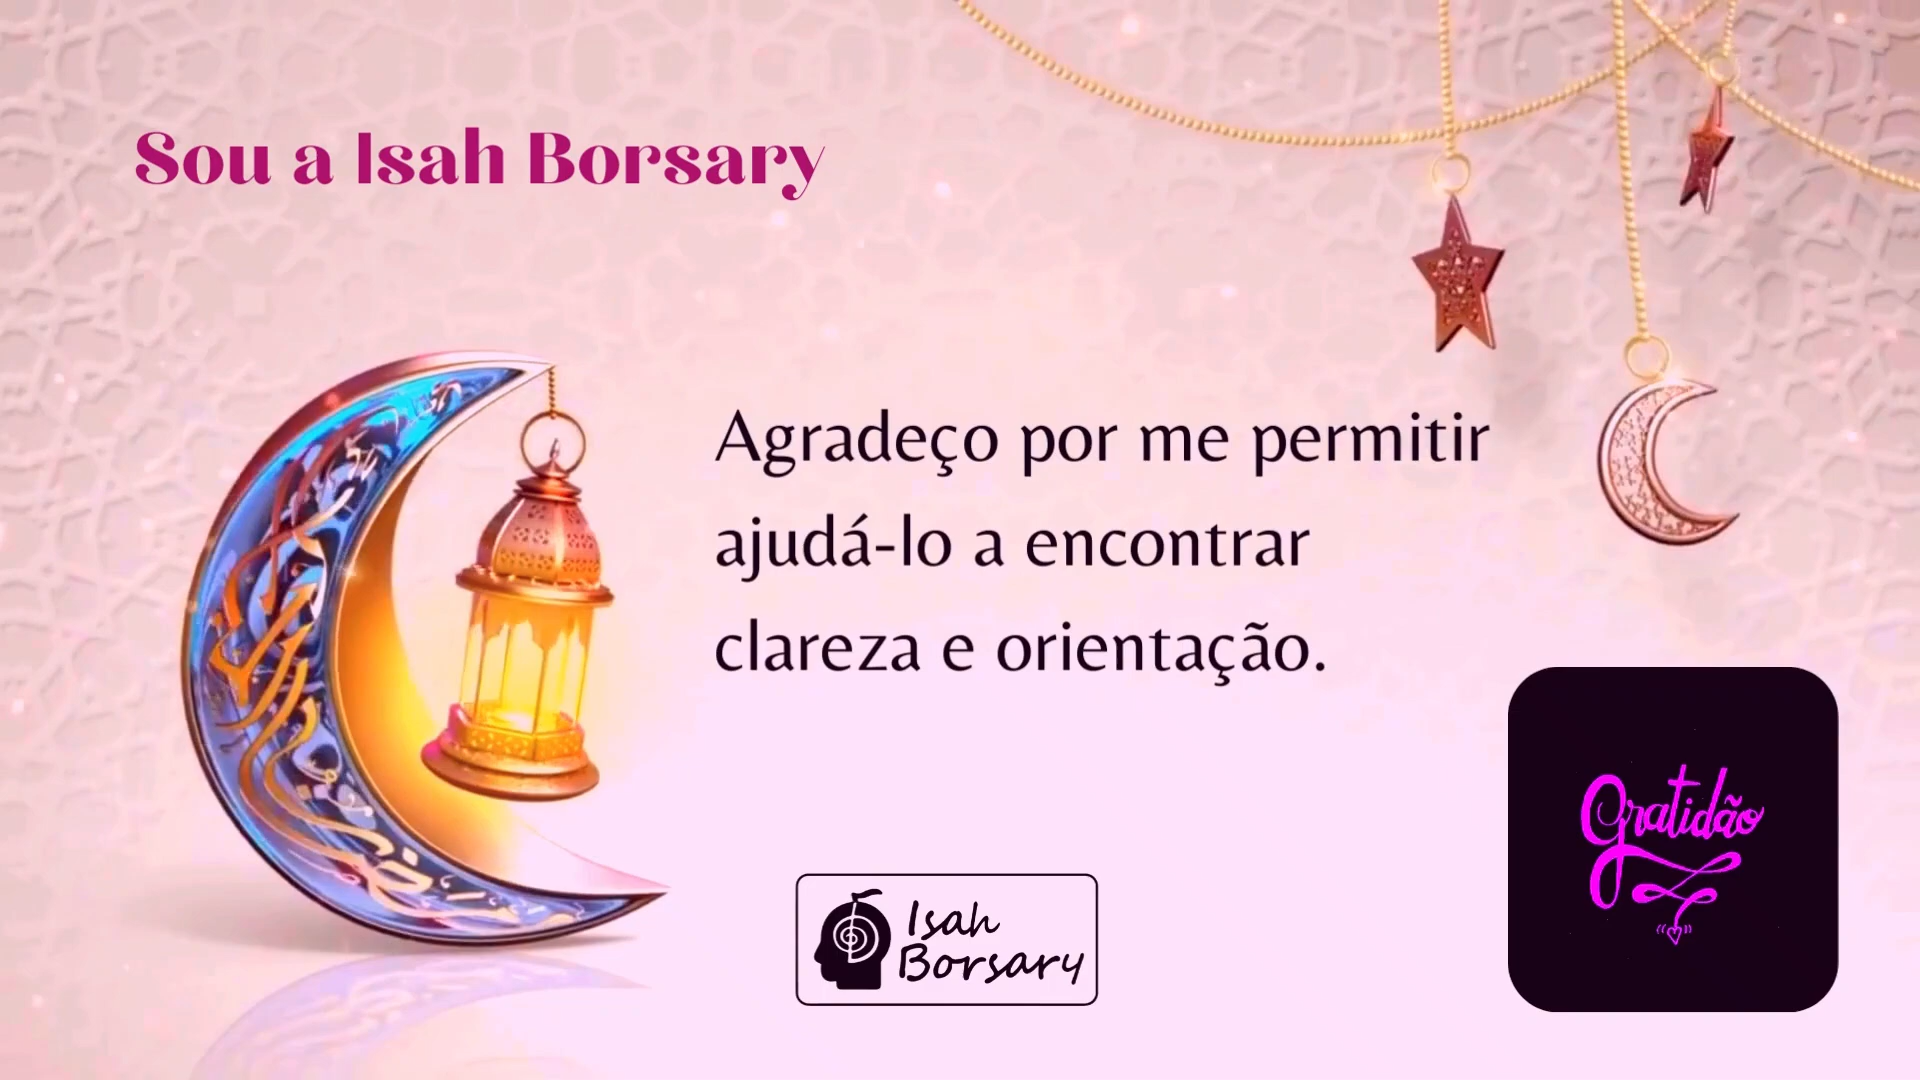 Sou a Isah Borsary
Agradeço por me permitir
ajudá-lo a encontrar
clareza e orientação.
gratidão
Isah
Borsary